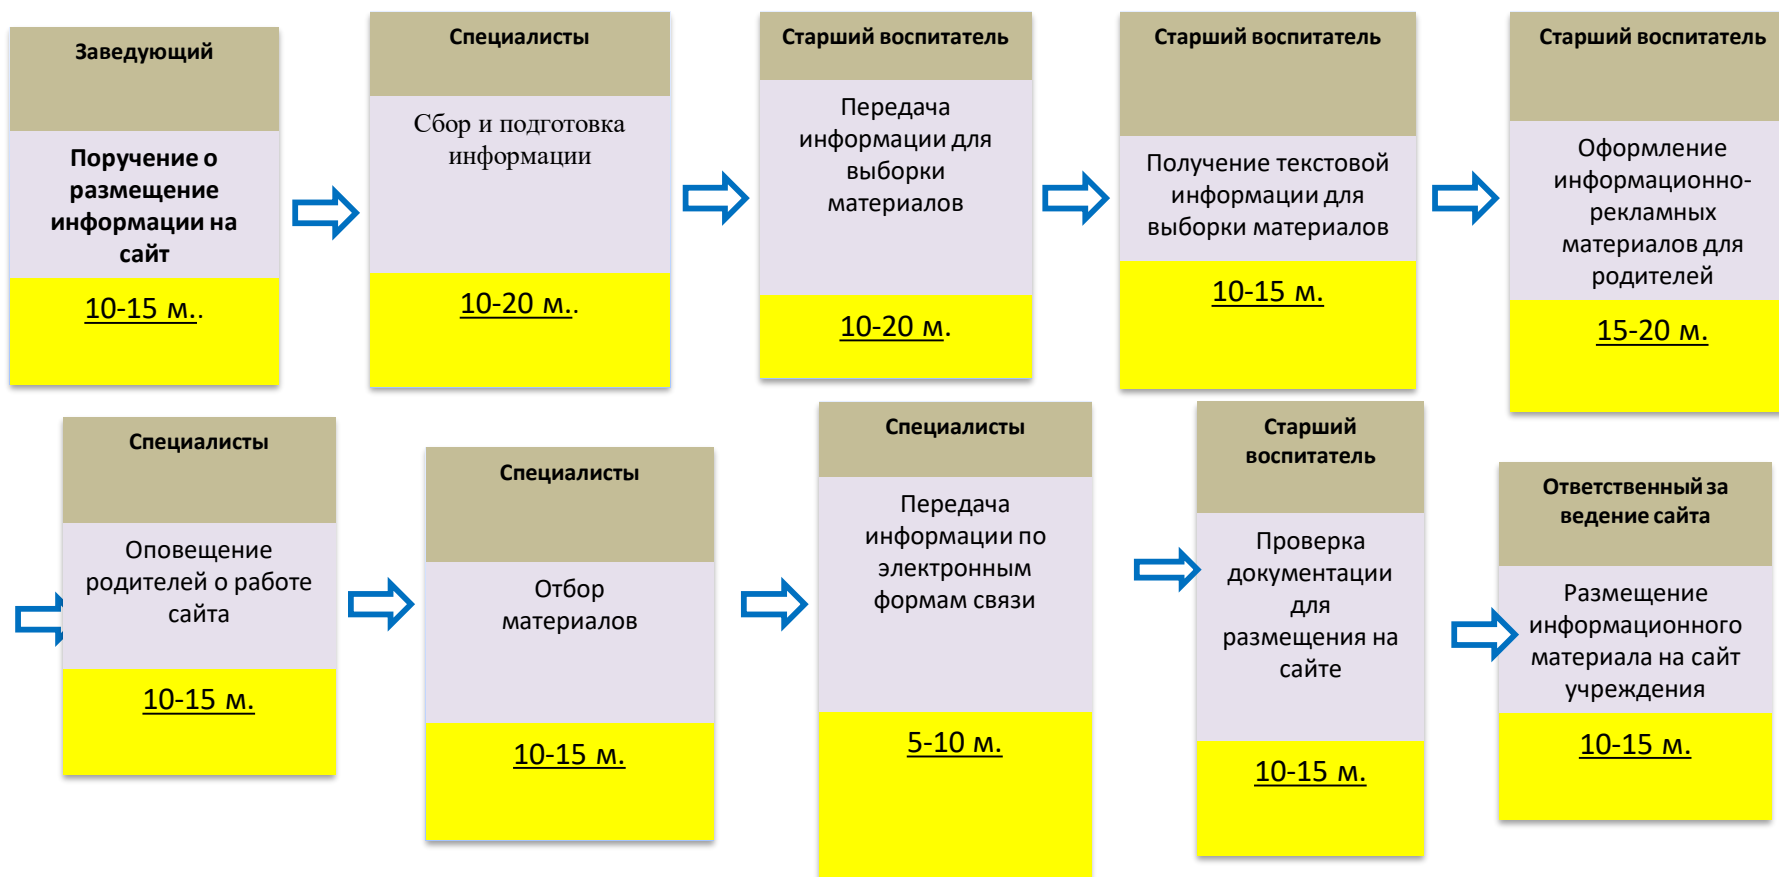 Заведующий
Поручение о
размещение
информации на
сайт
10-15 м..
Специалисты
Сбор и подготовка
информации
10-20 м..
Старший воспитатель
Передача
информации для
выборки
материалов
10-20 м.
Старший воспитатель
Получение текстовой
информации для
выборки материалов
10-15 м.
Старший воспитатель
Оформление
информационно-
рекламных
материалов для
родителей
15-20 м.
Специалисты
Оповещение
родителей о работе
сайта
10-15 м.
Специалисты
Отбор
материалов
10-15 м.
Специалисты
Передача
информации по
электронным
формам связи
5-10 м.
Старший
воспитатель
Проверка
документации
для
размещения на
сайте
10-15 м.
Ответственный за
ведение сайта
Размещение
информационного
материала на сайт
учреждения
10-15 м.